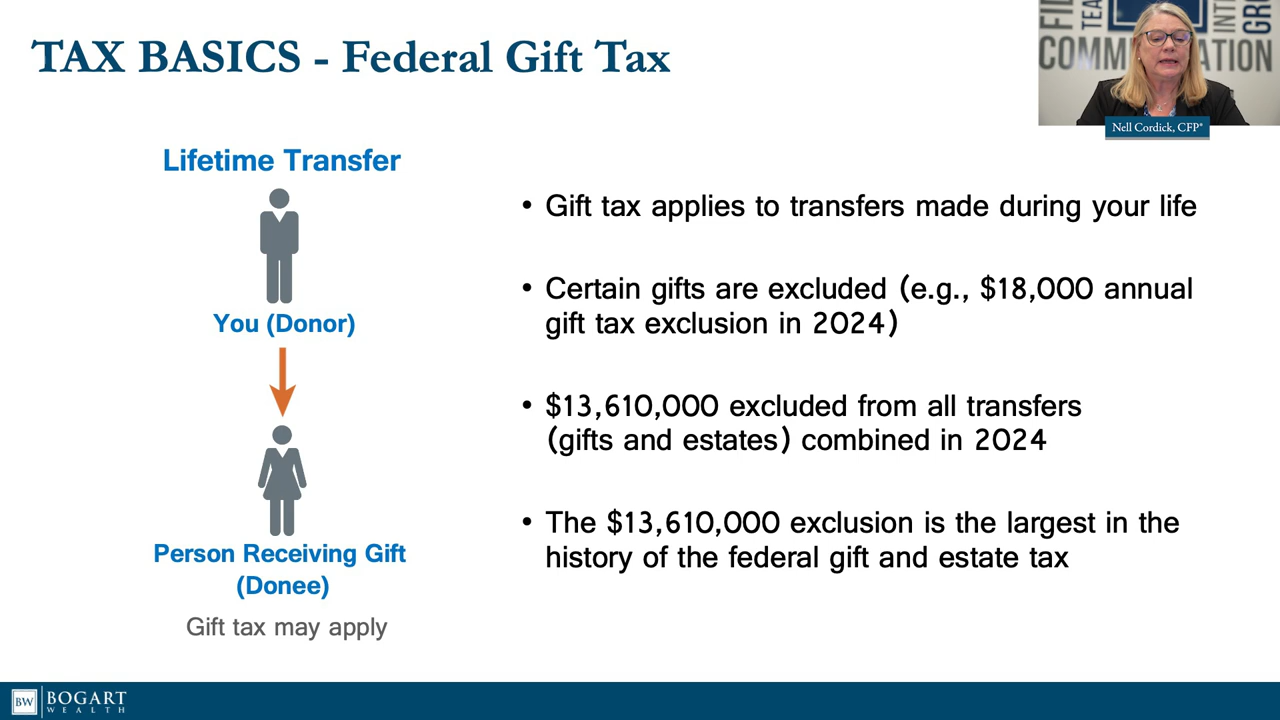 TAX BASICS - Federal Gift Tax
COMM
ATION
Nell Cordick, CFP®
Lifetime Transfer
You (Donor)
Person Receiving Gift
(Donee)
Gift tax may apply
• Gift tax applies to transfers made during your life
• Certain gifts are excluded (e.g., $18,000 annual
gift tax exclusion in 2024)
• $13,610,000 excluded from all transfers
(gifts and estates) combined in 2024
• The $13,610,000 exclusion is the largest in the
history of the federal gift and estate tax
BW BOGART
WEALTH